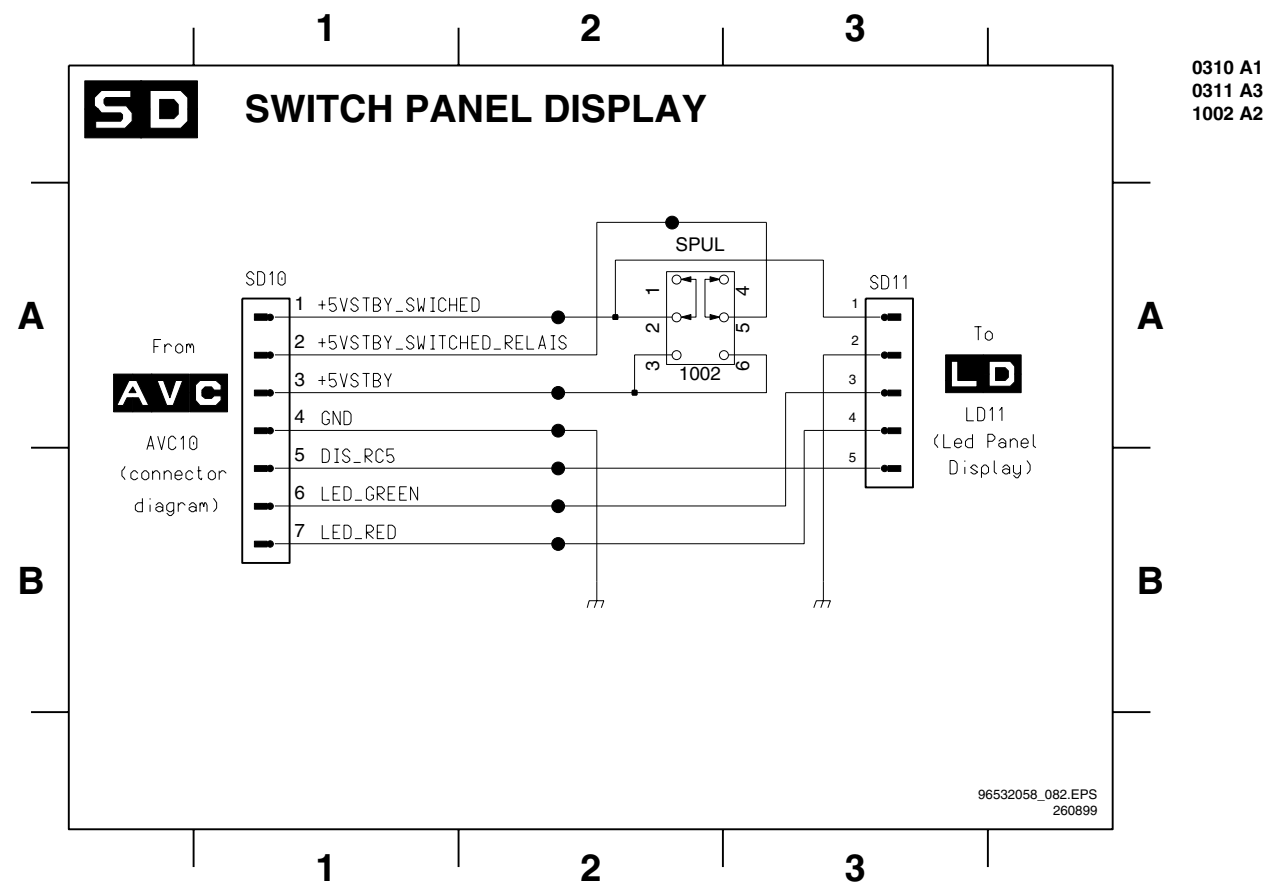 1 2 3
0310 A1
0311 A3
1002 A2
SD SWITCH PANEL DISPLAY
SPUL
SD10
SD11
1 4
1 +5VSTBY_SWICHED
1
A
A
2 5
2 +5VSTBY_SWITCHED_RELAIS
2
From
To
3 6
1002
3 +5VSTBY
3
AVC
LD
4 GND
4
LD11
AVC10
(Led Panel
5 DIS_RC5
5
Display)
(connector
6 LED_GREEN
diagram)
7 LED_RED
B
B
96532058_082.EPS
260899
1 2 3